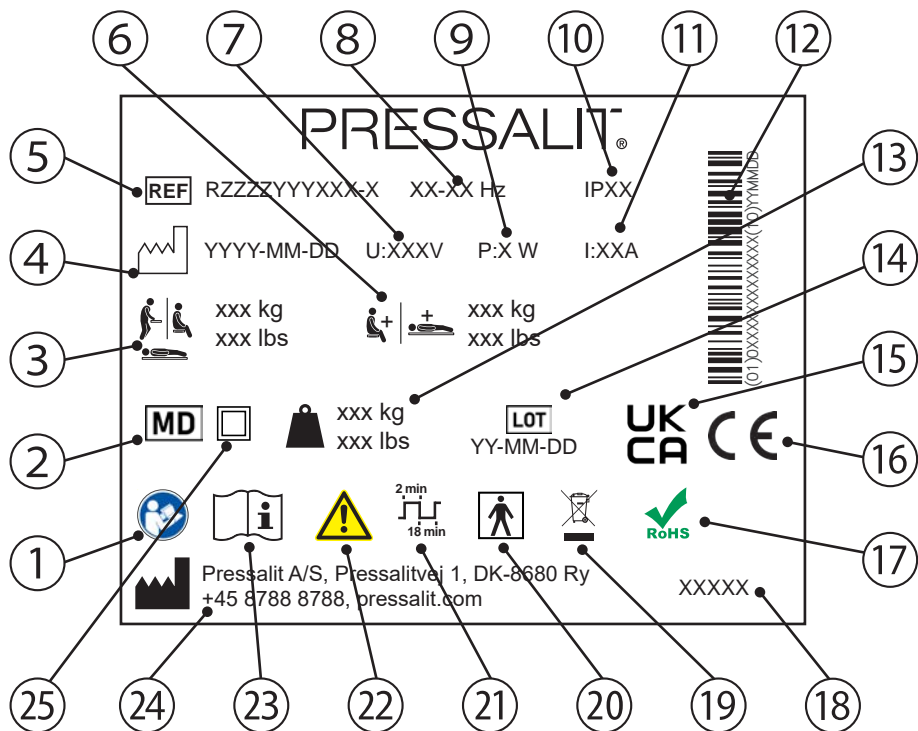 6 7 8 9 10 11 12
PRESSALIT®
5 REF RZZZZYYYXXX-X XX-XX Hz IPXX 13
4 YYYY-MM-DD U:XXXV P:X W I:XXA 14
(01)0XXXXXXXXXXXXX(10)YYMMDD
xxx kg xxx kg
3 xxx lbs xxx lbs 15
MD xxx kg LOT UK CA CE
2 xxx lbs YY-MM-DD 16
2 min
18 min
1 RoHS 17
Pressalit A/S, Pressalitvej 1, DK-8680 Ry
+45 8788 8788, pressalit.com XXXXX
25 24 23 22 21 20 19 18